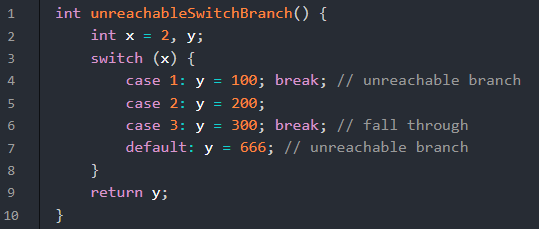 1 int unreachableSwitchBranch() {
2     int x = 2, y;
3     switch (x) {
4         case 1: y = 100; break; // unreachable branch
5         case 2: y = 200;
6         case 3: y = 300; break; // fall through
7         default: y = 666; // unreachable branch
8     }
9     return y;
10 }